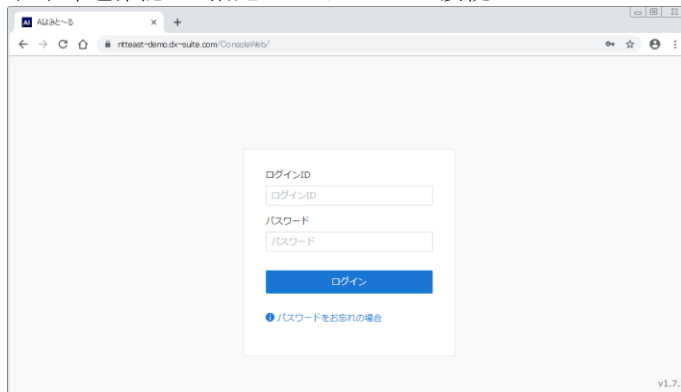 AIよみと~る
ntteast-demo.dx-suite.com/ConsoleWeb/
ログインID
ログインID
パスワード
パスワード
ログイン
パスワードをお忘れの場合
v1.7.